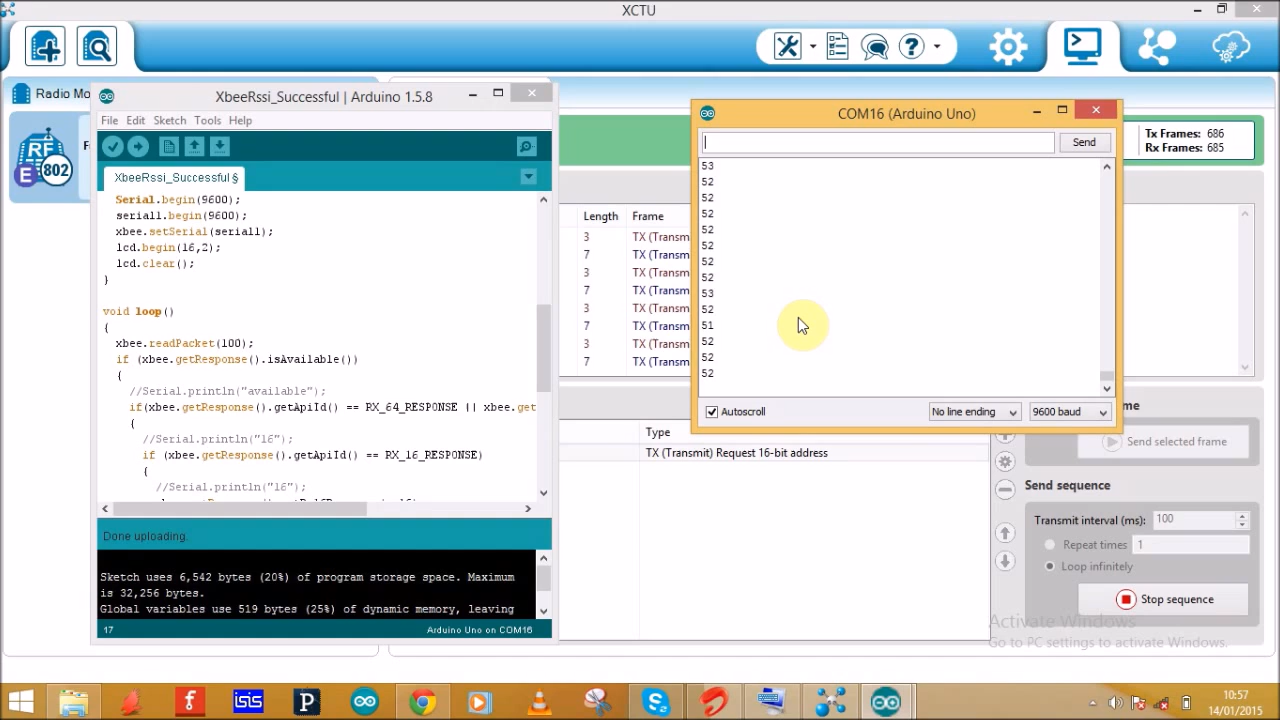 XCTU
Radio Mo
RF
E 802
F
XbeeRssi_Successful | Arduino 1.5.8
File Edit Sketch Tools Help
XbeeRssi_Successful §
Serial.begin(9600);
serial1.begin(9600);
xbee.setSerial(serial1);
lcd.begin(16,2);
lcd.clear();
}
void loop()
{
xbee.readPacket(100);
if (xbee.getResponse().isAvailable())
{
//Serial.println("available");
if(xbee.getResponse().getApiId() == RX_64_RESPONSE || xbee.get
{
//Serial.println("16");
if (xbee.getResponse().getApiId() == RX_16_RESPONSE)
{
//Serial.println("16");
Done uploading.
Sketch uses 6,542 bytes (20%) of program storage space. Maximum
is 32,256 bytes.
Global variables use 519 bytes (25%) of dynamic memory, leaving
17 Arduino Uno on COM16
COM16 (Arduino Uno)
Send
53
52
52
52
52
52
52
52
53
52
51
52
52
52
Autoscroll No line ending 9600 baud
Tx Frames: 686
Rx Frames: 685
Length Frame
3 TX (Transm
7 TX (Transm
3 TX (Transm
7 TX (Transm
3 TX (Transm
7 TX (Transm
3 TX (Transm
7 TX (Transm
Type
TX (Transmit) Request 16-bit address
me
Send selected frame
Send sequence
Transmit interval (ms): 100
Repeat times 1
Loop infinitely
Stop sequence
Activate Windows
Go to PC settings to activate Windows.
f isis P S
10:57
14/01/2015